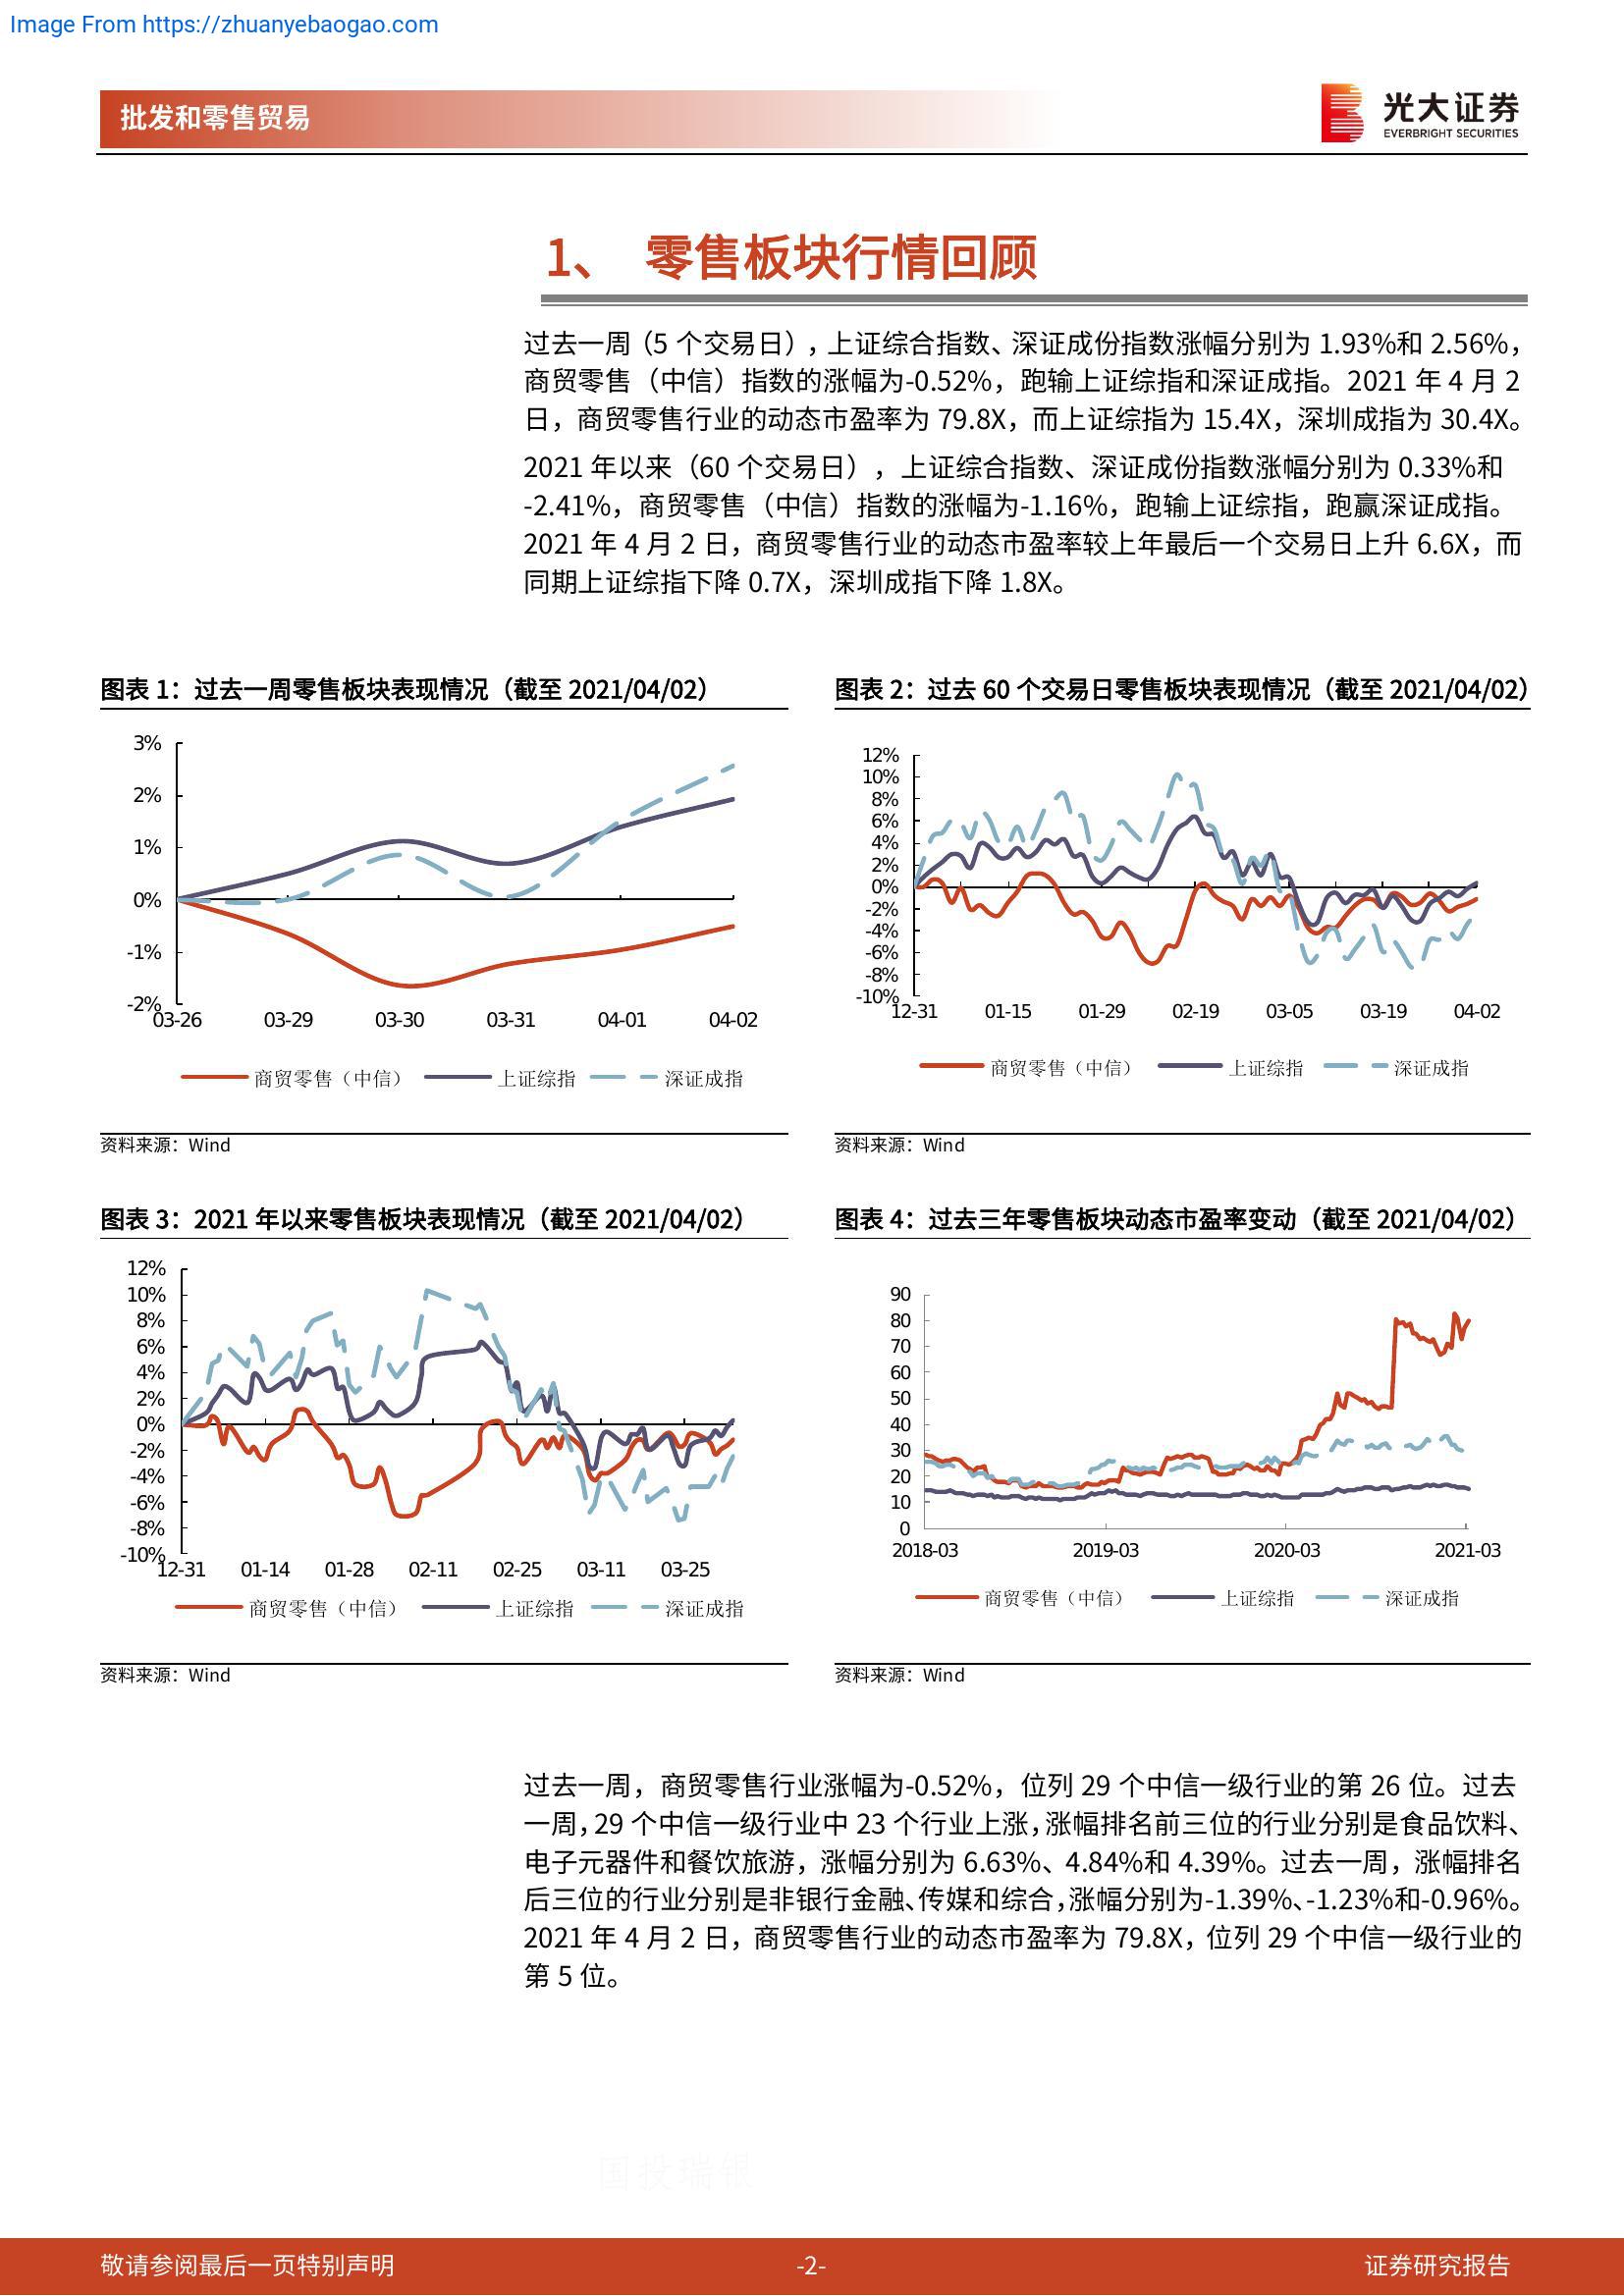 Image From https://zhuanyebaogao.com
批发和零售贸易
光大证券
EVERBRIGHT SECURITIES
1、 零售板块行情回顾
过去一周（5 个交易日），上证综合指数、深证成份指数涨幅分别为 1.93%和 2.56%，
商贸零售（中信）指数的涨幅为-0.52%，跑输上证综指和深证成指。2021 年 4 月 2
日，商贸零售行业的动态市盈率为 79.8X，而上证综指为 15.4X，深圳成指为 30.4X。
2021 年以来（60 个交易日），上证综合指数、深证成份指数涨幅分别为 0.33%和
-2.41%，商贸零售（中信）指数的涨幅为-1.16%，跑输上证综指，跑赢深证成指。
2021 年 4 月 2 日，商贸零售行业的动态市盈率较上年最后一个交易日上升 6.6X，而
同期上证综指下降 0.7X，深圳成指下降 1.8X。
图表 1：过去一周零售板块表现情况（截至 2021/04/02）
3%
2%
1%
0%
-1%
-2%
03-26 03-29 03-30 03-31 04-01 04-02
商贸零售（中信） 上证综指 深证成指
资料来源：Wind
图表 2：过去 60 个交易日零售板块表现情况（截至 2021/04/02）
12%
10%
8%
6%
4%
2%
0%
-2%
-4%
-6%
-8%
-10%
12-31 01-15 01-29 02-19 03-05 03-19 04-02
商贸零售（中信） 上证综指 深证成指
资料来源：Wind
图表 3：2021 年以来零售板块表现情况（截至 2021/04/02）
12%
10%
8%
6%
4%
2%
0%
-2%
-4%
-6%
-8%
-10%
12-31 01-14 01-28 02-11 02-25 03-11 03-25
商贸零售（中信） 上证综指 深证成指
资料来源：Wind
图表 4：过去三年零售板块动态市盈率变动（截至 2021/04/02）
90
80
70
60
50
40
30
20
10
0
2018-03 2019-03 2020-03 2021-03
商贸零售（中信） 上证综指 深证成指
资料来源：Wind
过去一周，商贸零售行业涨幅为-0.52%，位列 29 个中信一级行业的第 26 位。过去
一周，29 个中信一级行业中 23 个行业上涨，涨幅排名前三位的行业分别是食品饮料、
电子元器件和餐饮旅游，涨幅分别为 6.63%、4.84%和 4.39%。过去一周，涨幅排名
后三位的行业分别是非银行金融、传媒和综合，涨幅分别为-1.39%、-1.23%和-0.96%。
2021 年 4 月 2 日，商贸零售行业的动态市盈率为 79.8X，位列 29 个中信一级行业的
第 5 位。
国投瑞银
敬请参阅最后一页特别声明
-2-
证券研究报告